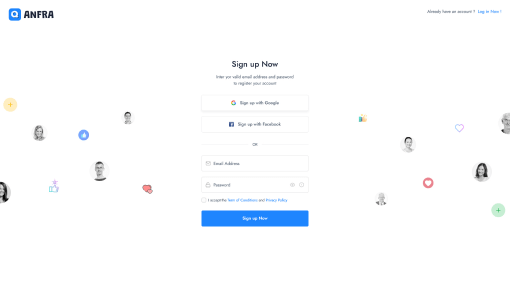 ANFRA
Already have an account ? Log in Now !
Sign up Now
Enter yor valid email address and password
to register your account
Sign up with Google
Sign up with Facebook
OR
Email Address
Password
I accept the Term of Conditions and Privacy Policy
Sign up Now